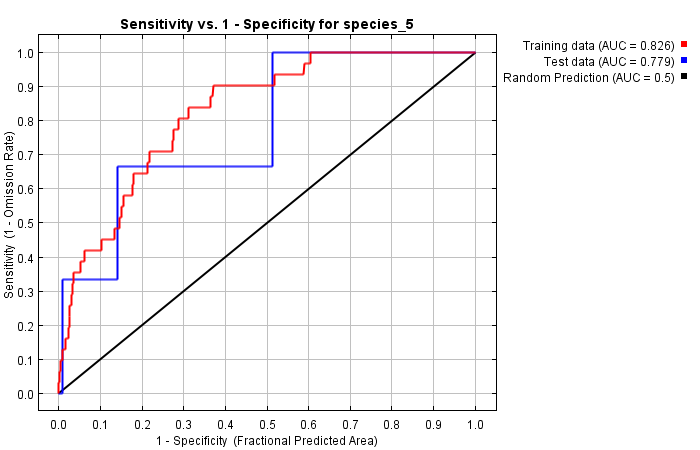 Sensitivity vs. 1 - Specificity for species_5
Training data (AUC = 0.826)
Test data (AUC = 0.779)
Random Prediction (AUC = 0.5)
Sensitivity (1 - Omission Rate)
1.0
0.9
0.8
0.7
0.6
0.5
0.4
0.3
0.2
0.1
0.0
0.0 0.1 0.2 0.3 0.4 0.5 0.6 0.7 0.8 0.9 1.0
1 - Specificity (Fractional Predicted Area)